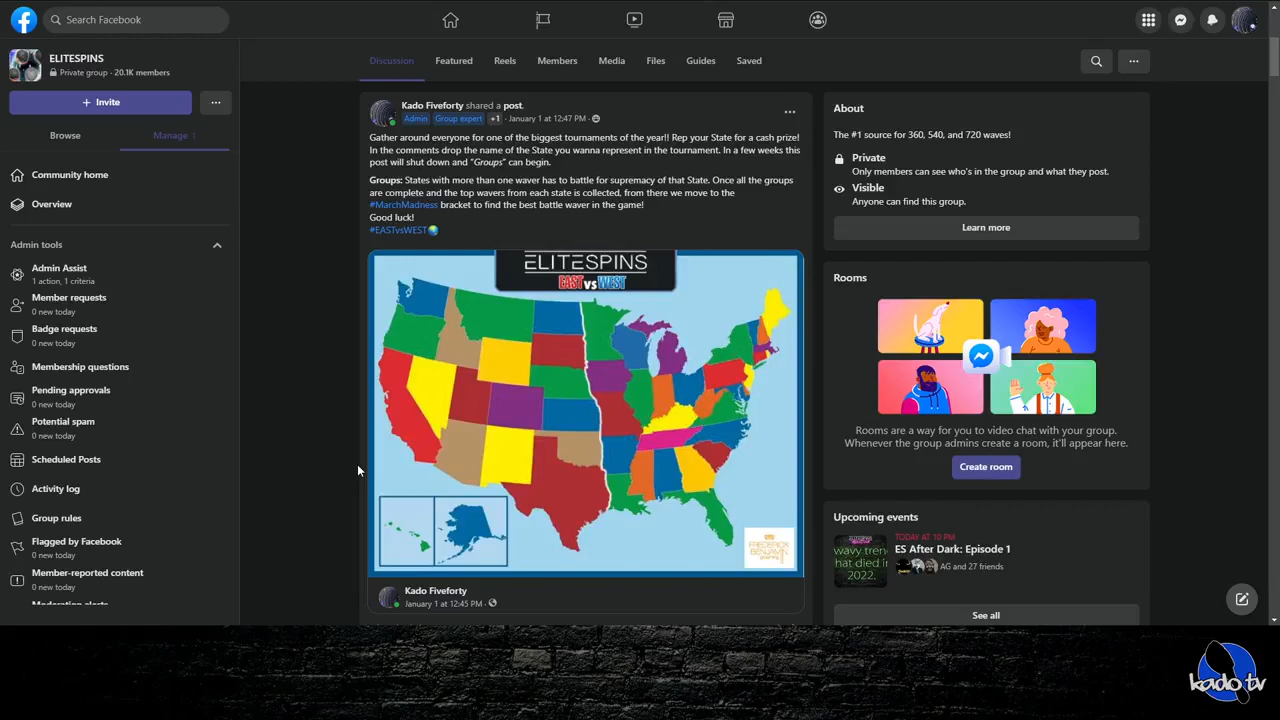 Search Facebook
ELITESPINS
Private group · 20.1K members
+ Invite
Browse
Manage 1
Community home
Overview
Admin tools
Admin Assist
1 action, 1 criteria
Member requests
0 new today
Badge requests
0 new today
Membership questions
Pending approvals
0 new today
Potential spam
0 new today
Scheduled Posts
Activity log
Group rules
Flagged by Facebook
0 new today
Member-reported content
0 new today
Moderation alerts
Discussion
Featured
Reels
Members
Media
Files
Guides
Saved
Kado Fiveforty shared a post.
Admin Group expert +1 · January 1 at 12:47 PM ·
Gather around everyone for one of the biggest tournaments of the year!! Rep your State for a cash prize!
In the comments drop the name of the State you wanna represent in the tournament. In a few weeks this
post will shut down and "Groups" can begin.
Groups: States with more than one waver has to battle for supremacy of that State. Once all the groups
are complete and the top wavers from each state is collected, from there we move to the
#MarchMadness bracket to find the best battle waver in the game!
Good luck!
#EASTvsWEST
ELITESPINS
EAST vs WEST
FREDERICK
BENJAMIN
Kado Fiveforty
January 1 at 12:45 PM ·
About
The #1 source for 360, 540, and 720 waves!
Private
Only members can see who's in the group and what they post.
Visible
Anyone can find this group.
Learn more
Rooms
Rooms are a way for you to video chat with your group.
Whenever the group admins create a room, it'll appear here.
Create room
Upcoming events
wavy trend
hat died in
2022.
TODAY AT 10 PM
ES After Dark: Episode 1
AG and 27 friends
See all
kado tv